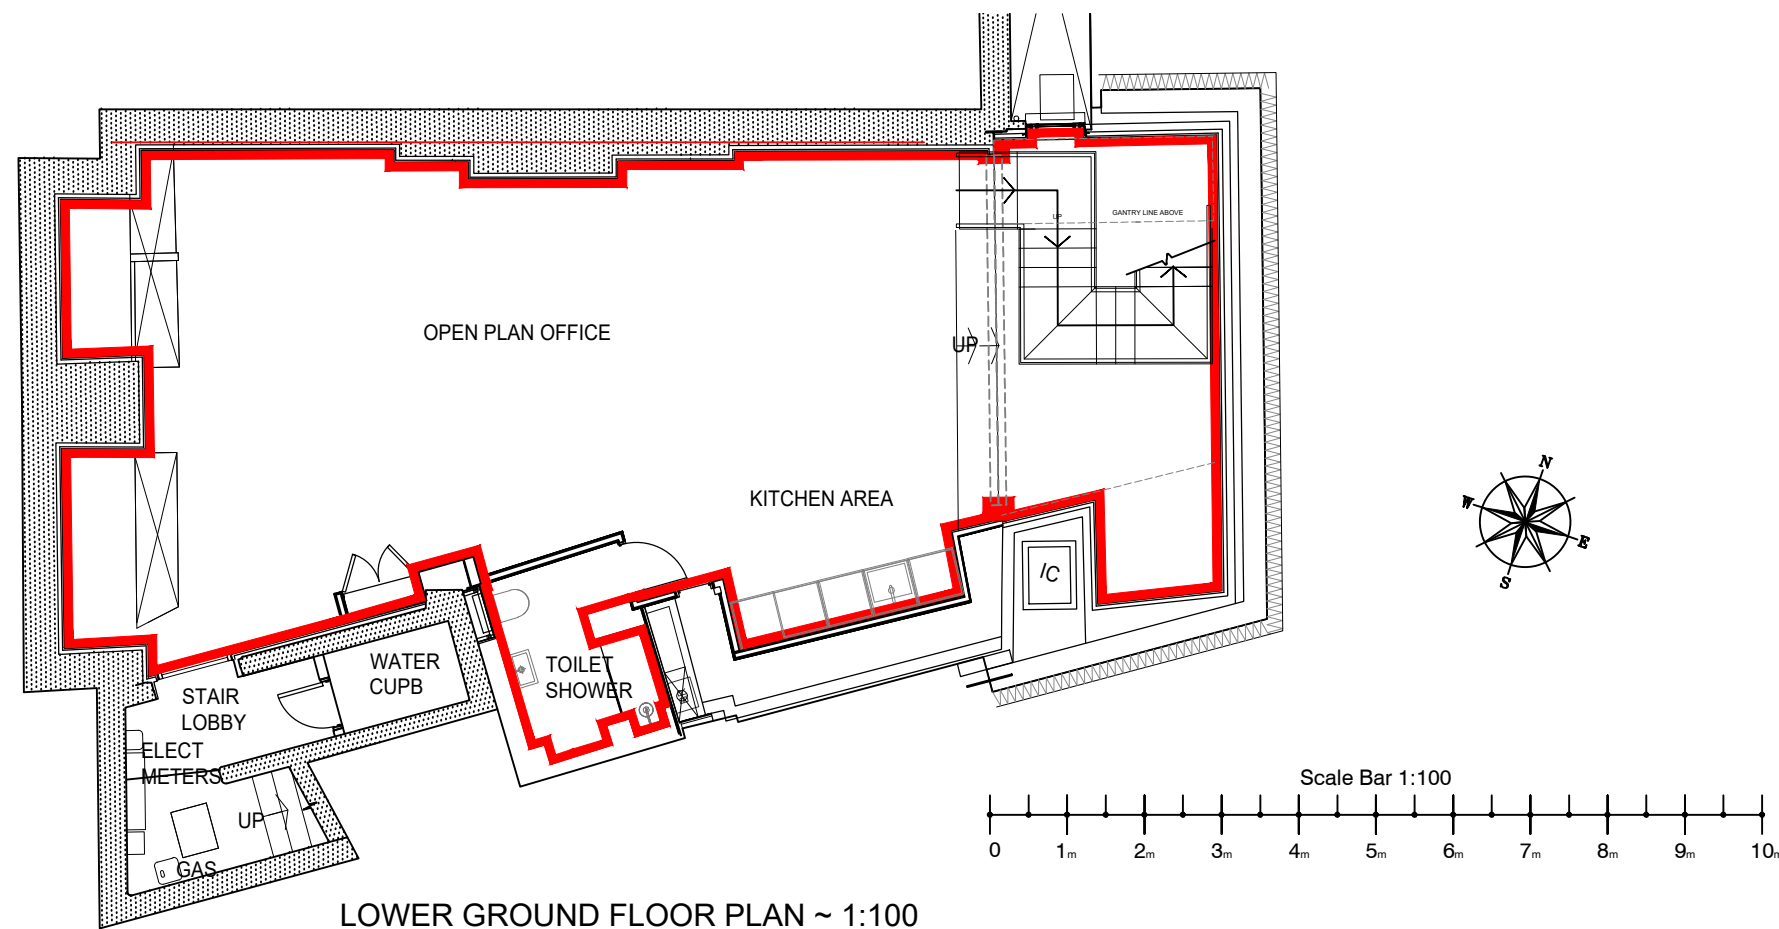 UP
GANTRY LINE ABOVE
OPEN PLAN OFFICE
UP
KITCHEN AREA
N
W
E
S
I/C
WATER
CUPB
TOILET
SHOWER
STAIR
LOBBY
ELECT
METERS
UP
GAS
Scale Bar 1:100
0 1m 2m 3m 4m 5m 6m 7m 8m 9m 10m
LOWER GROUND FLOOR PLAN ~ 1:100